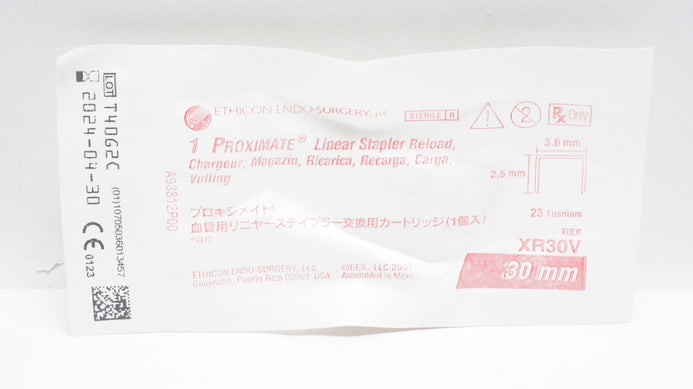 LOT T40G2C
2024-04-30
(01)10705036013457
CE 0123
ETHICON ENDO-SURGERY, LLC
STERILE R
2
Rx Only
1 PROXIMATE® Linear Stapler Reload,
Chargeur, Magazin, Ricarica, Recarga, Carga,
Vulling
A93812P00
プロキシメイト®
血管用リニヤーステイプラー交換用カートリッジ(1個入)
3.8 mm
2.5 mm
23 Titanium
REF
XR30V
30 mm
ETHICON ENDO-SURGERY, LLC
Guaynabo, Puerto Rico 00969 USA
©EES, LLC 2007
Assembled in Mexico